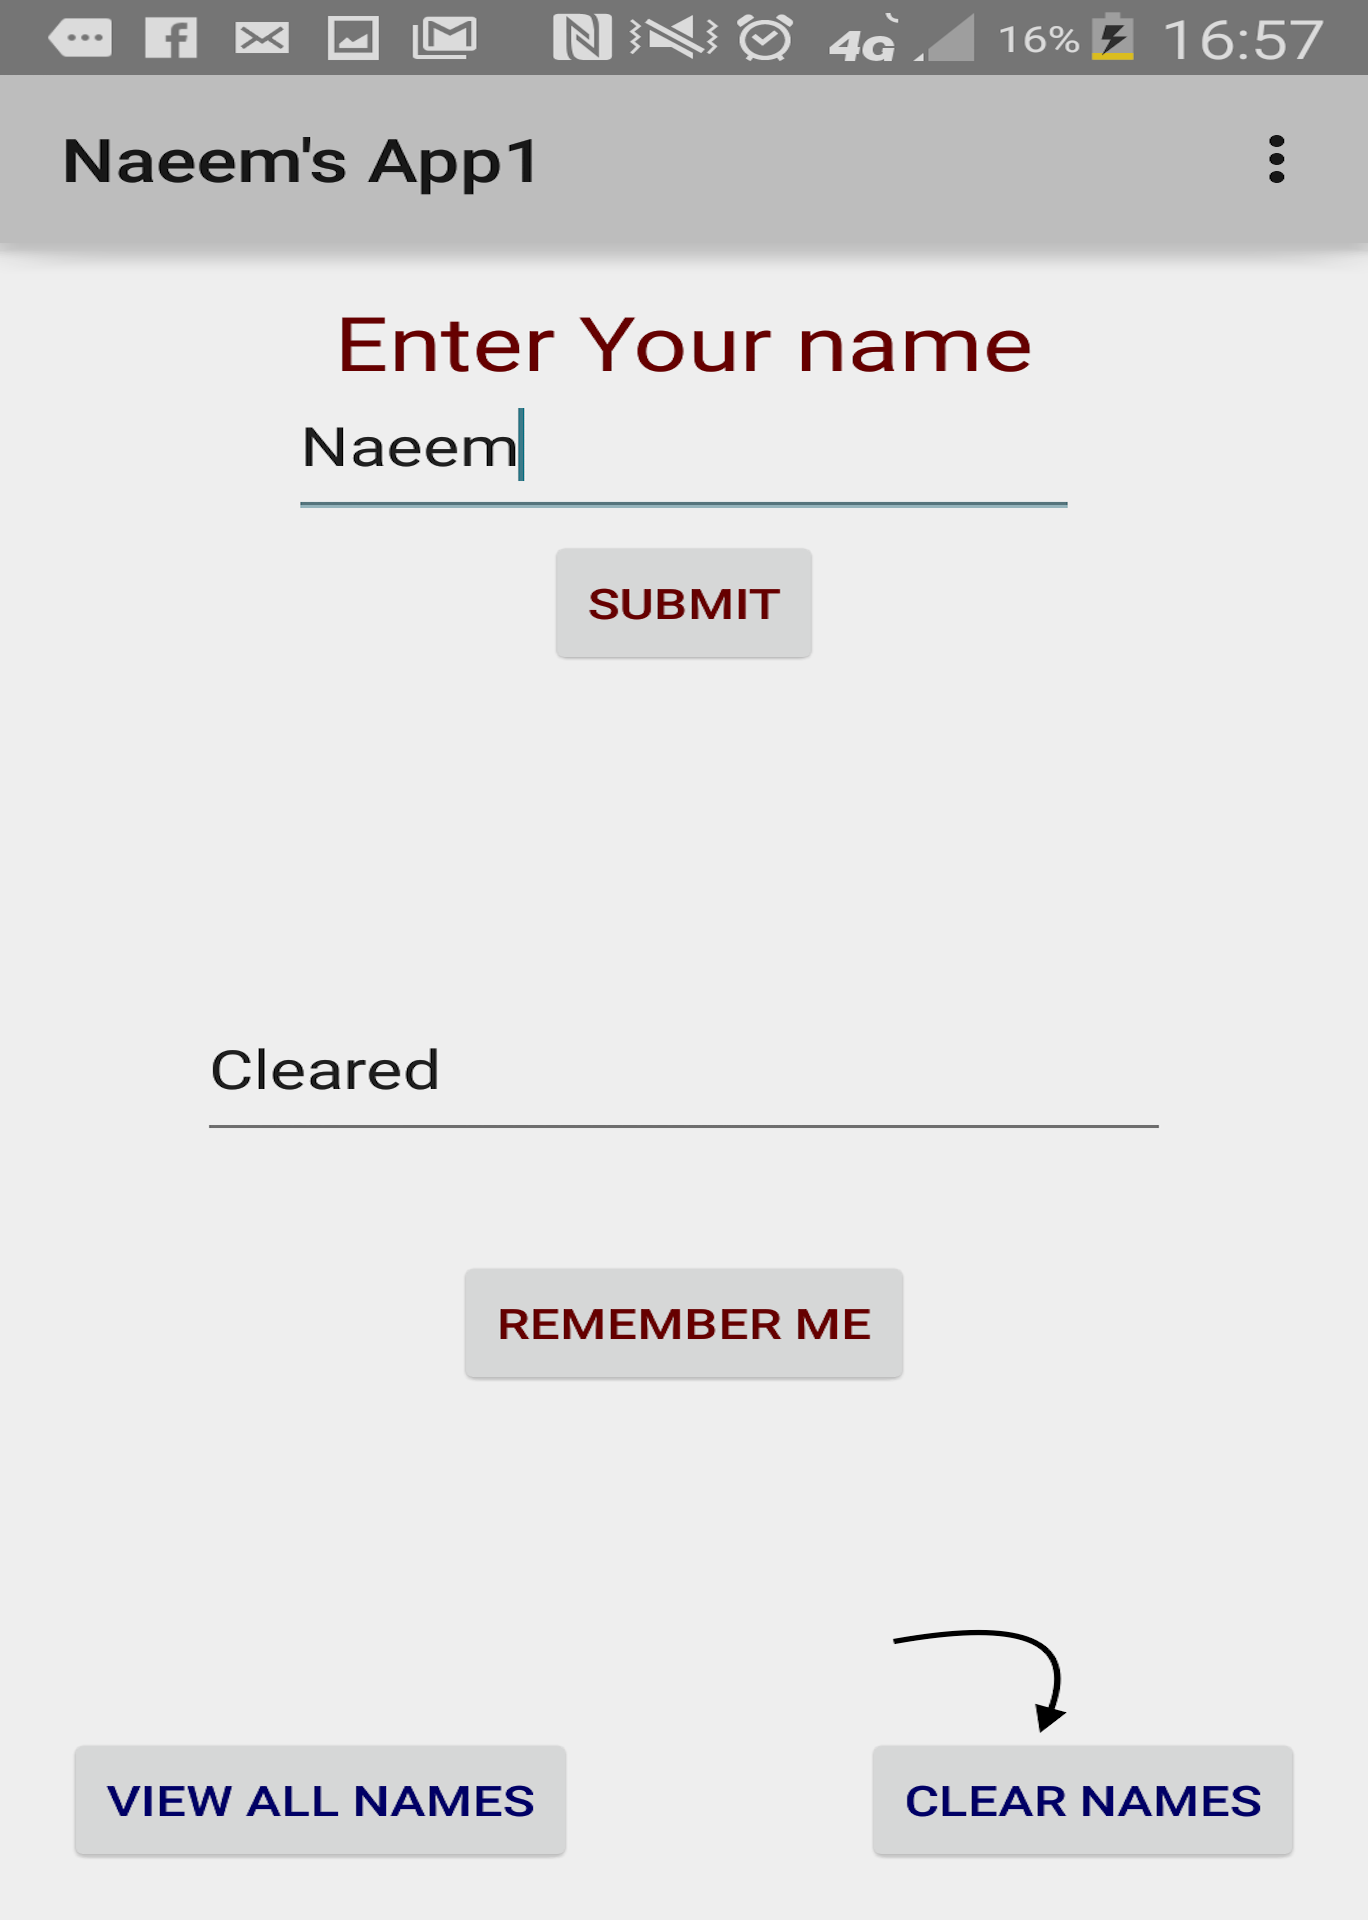 4G 16% 16:57
Naeem's App1
Enter Your name
Naeem
SUBMIT
Cleared
REMEMBER ME
VIEW ALL NAMES
CLEAR NAMES